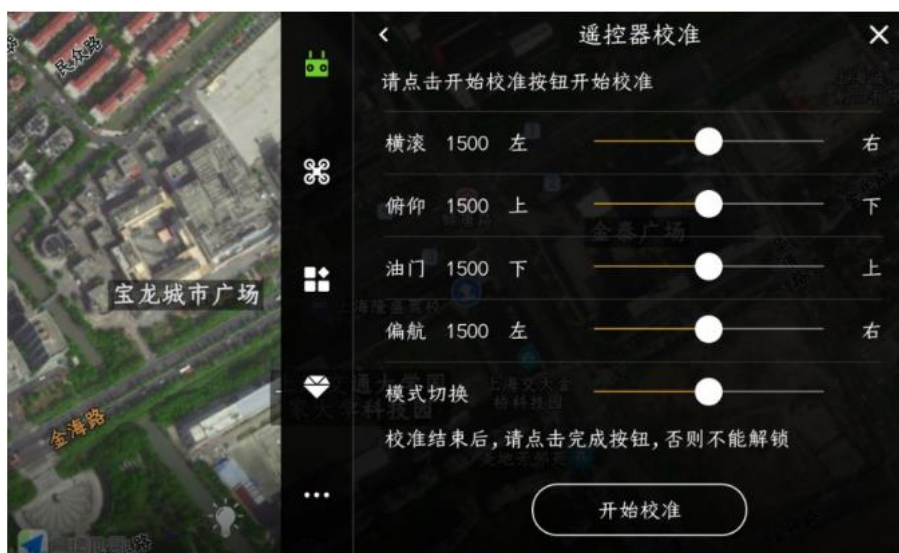 民众路
宝龙城市广场
金海路
遥控器校准
请点击开始校准按钮开始校准
横滚 1500 左 右
俯仰 1500 上 下
金泰广场
油门 1500 下 上
偏航 1500 左 右
模式切换
校准结束后,请点击完成按钮,否则不能解锁
开始校准